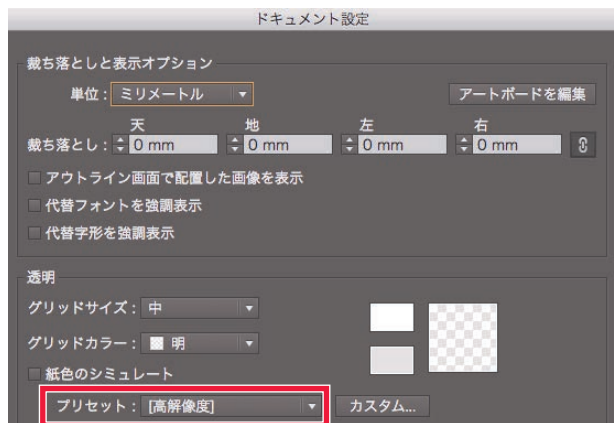 ドキュメント設定
裁ち落としと表示オプション
単位：ミリメートル
アートボードを編集
天 地 左 右
裁ち落とし： 0 mm 0 mm 0 mm 0 mm
アウトライン画面で配置した画像を表示
代替フォントを強調表示
代替字形を強調表示
透明
グリッドサイズ：中
グリッドカラー：明
紙色のシミュレート
プリセット：[高解像度] カスタム...